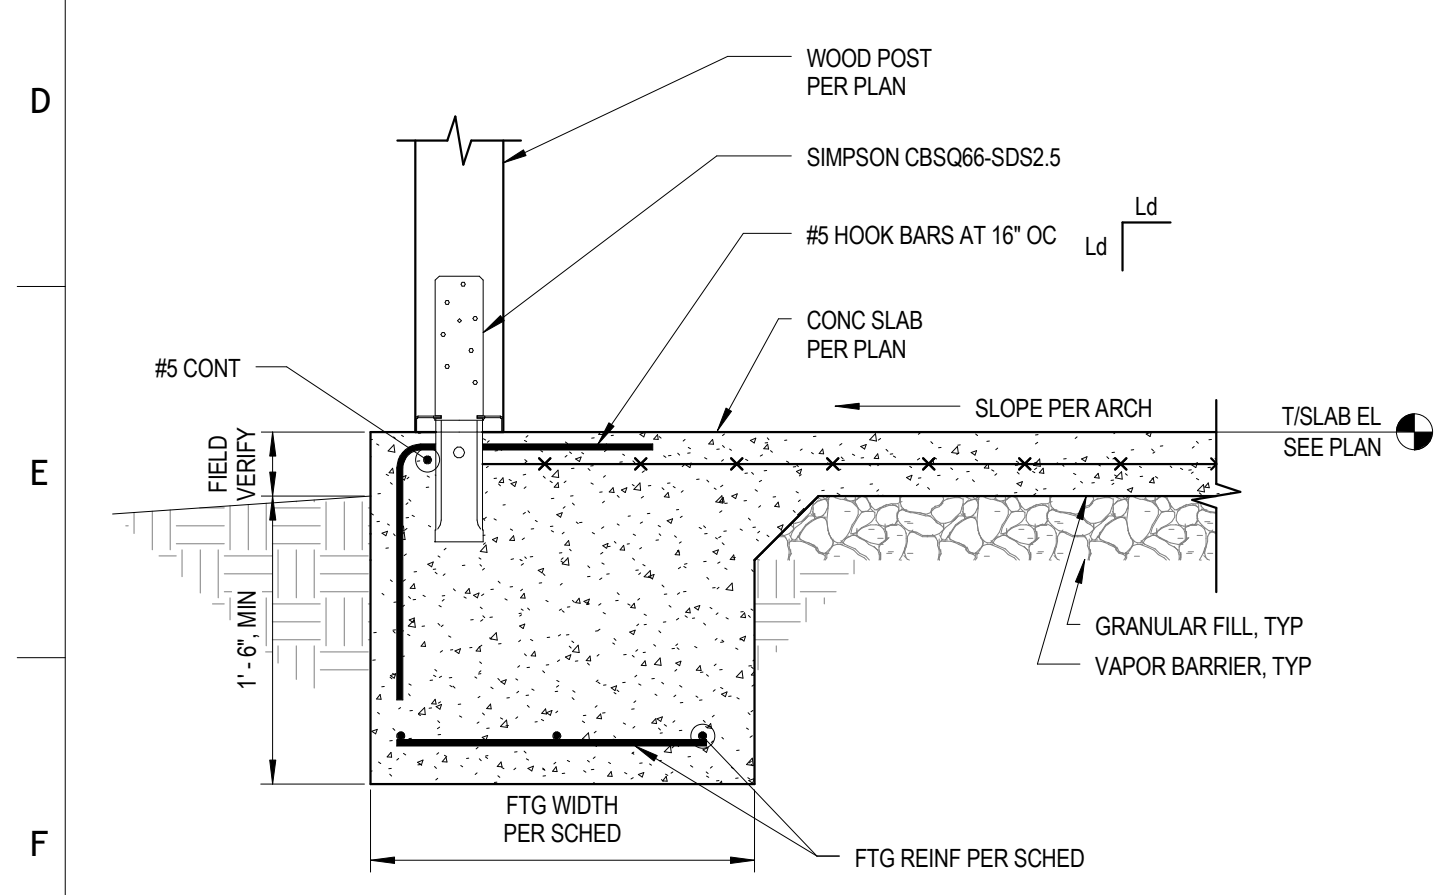 D
WOOD POST
PER PLAN
SIMPSON CBSQ66-SDS2.5
Ld
#5 HOOK BARS AT 16" OC
Ld
CONC SLAB
PER PLAN
#5 CONT
SLOPE PER ARCH
T/SLAB EL
SEE PLAN
FIELD
VERIFY
E
1' - 6", MIN
GRANULAR FILL, TYP
VAPOR BARRIER, TYP
FTG WIDTH
PER SCHED
FTG REINF PER SCHED
F